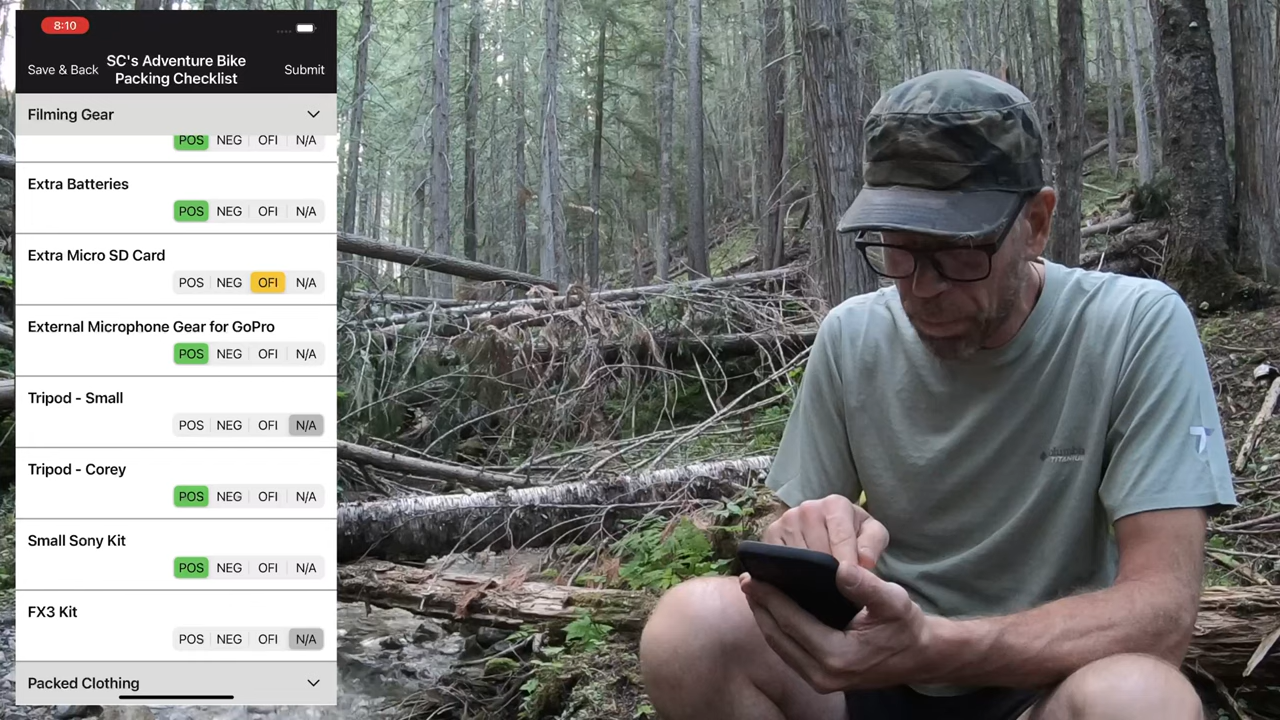 8:10
Save & Back
SC's Adventure Bike
Packing Checklist
Submit
Filming Gear
POS NEG OFI N/A
Extra Batteries
POS NEG OFI N/A
Extra Micro SD Card
POS NEG OFI N/A
External Microphone Gear for GoPro
POS NEG OFI N/A
Tripod - Small
POS NEG OFI N/A
Tripod - Corey
POS NEG OFI N/A
Small Sony Kit
POS NEG OFI N/A
FX3 Kit
POS NEG OFI N/A
Packed Clothing
Columbia
TITANIUM